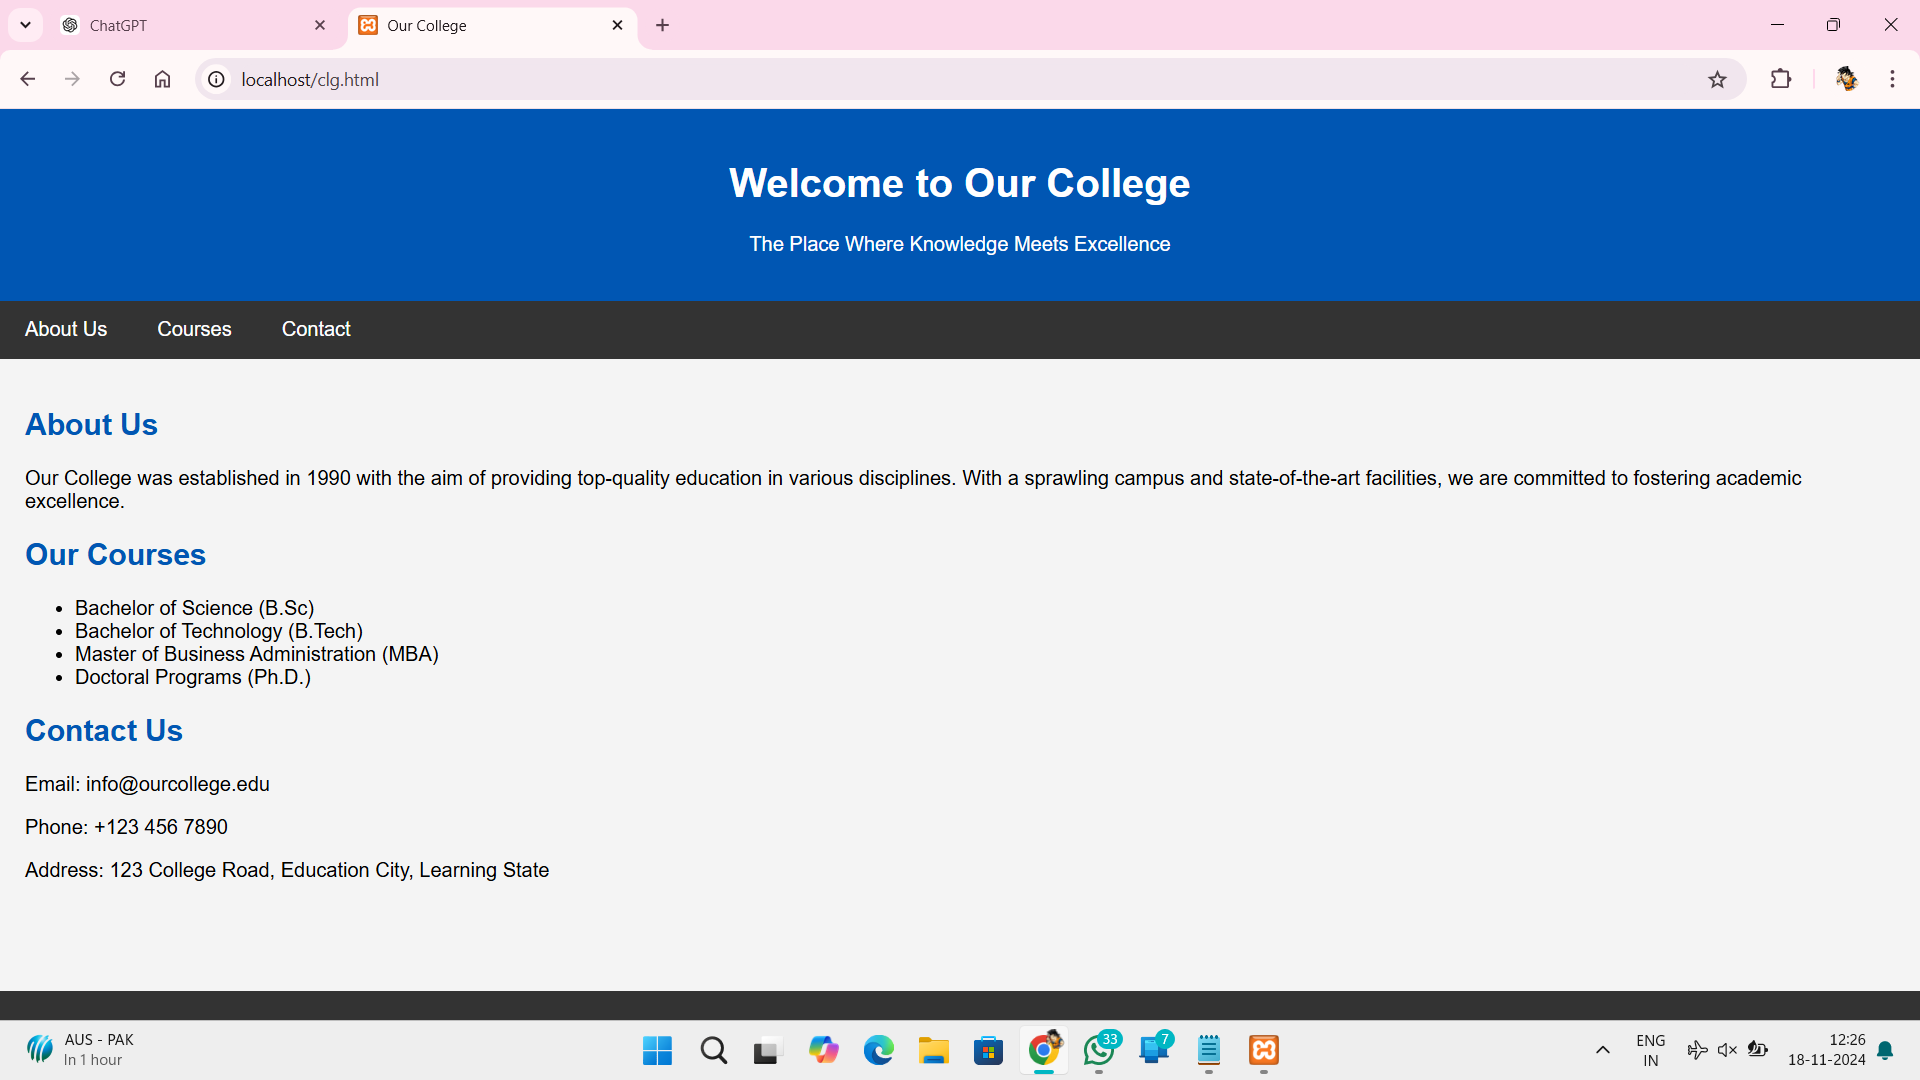 ChatGPT
Our College
localhost/clg.html
Welcome to Our College
The Place Where Knowledge Meets Excellence
About Us Courses Contact
About Us
Our College was established in 1990 with the aim of providing top-quality education in various disciplines. With a sprawling campus and state-of-the-art facilities, we are committed to fostering academic
excellence.
Our Courses
• Bachelor of Science (B.Sc)
• Bachelor of Technology (B.Tech)
• Master of Business Administration (MBA)
• Doctoral Programs (Ph.D.)
Contact Us
Email: info@ourcollege.edu
Phone: +123 456 7890
Address: 123 College Road, Education City, Learning State
AUS - PAK
In 1 hour
33
7
ENG
IN
12:26
18-11-2024